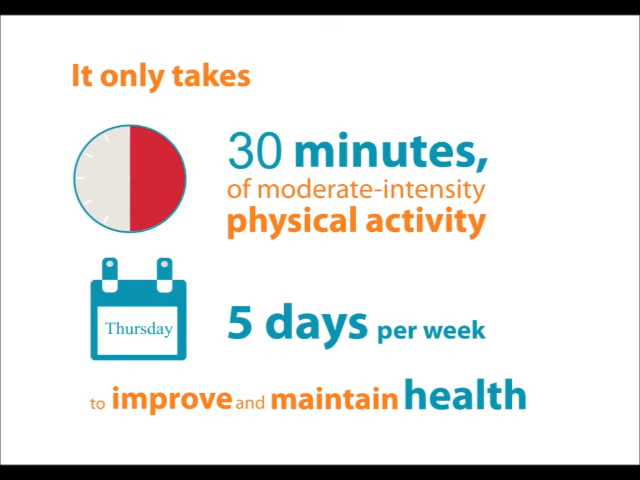 It only takes
30 minutes,
of moderate-intensity
physical activity
Thursday
5 days per week
to improve and maintain health